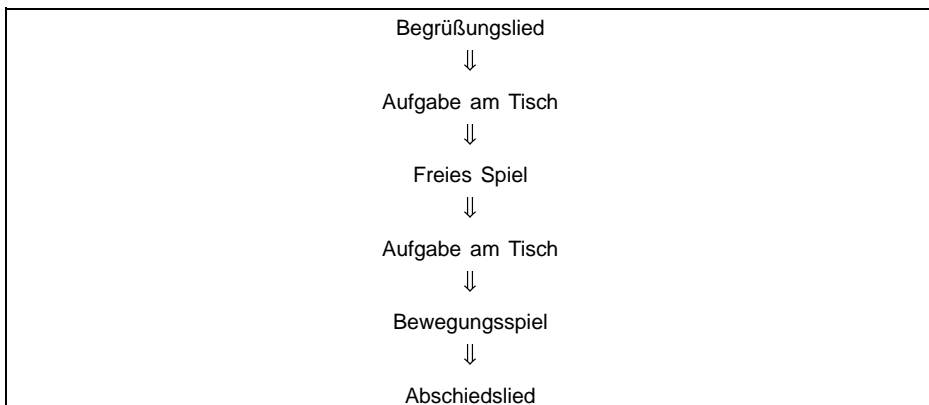 Begrüßungslied
⇓
Aufgabe am Tisch
⇓
Freies Spiel
⇓
Aufgabe am Tisch
⇓
Bewegungsspiel
⇓
Abschiedslied